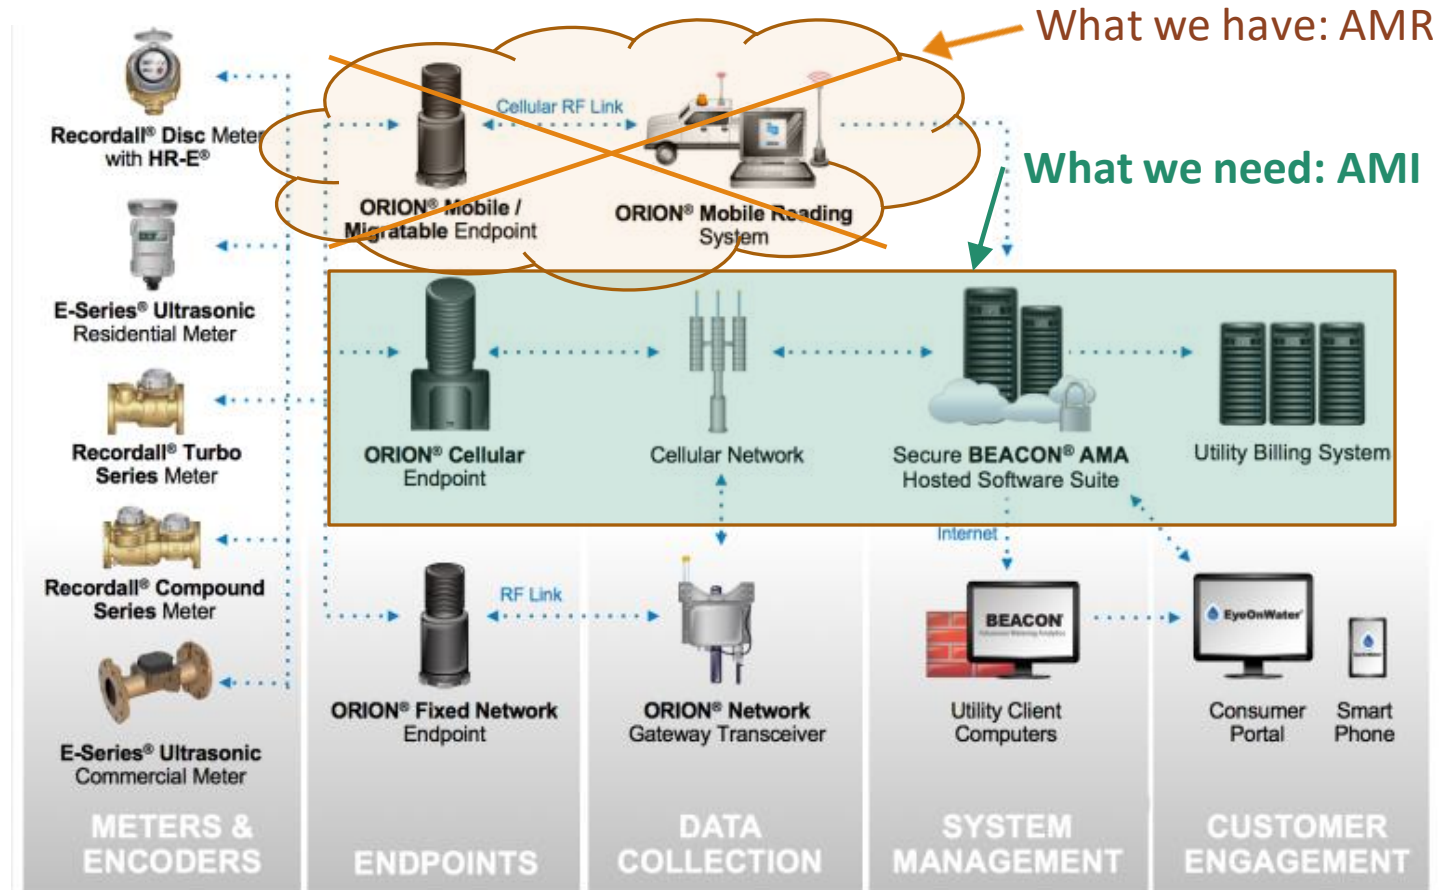 What we have: AMR
What we need: AMI
Recordall® Disc Meter
with HR-E®
E-Series® Ultrasonic
Residential Meter
Recordall® Turbo
Series Meter
Recordall® Compound
Series Meter
E-Series® Ultrasonic
Commercial Meter
METERS &
ENCODERS
Cellular RF Link
ORION® Mobile /
Migratable Endpoint
ORION® Mobile Reading
System
ORION® Cellular
Endpoint
Cellular Network
Secure BEACON® AMA
Hosted Software Suite
Utility Billing System
Internet
RF Link
ORION® Fixed Network
Endpoint
ENDPOINTS
ORION® Network
Gateway Transceiver
DATA
COLLECTION
BEACON
Advanced Metering Analytics
Utility Client
Computers
SYSTEM
MANAGEMENT
EyeOnWater
Consumer
Portal
EyeOnWater
Smart
Phone
CUSTOMER
ENGAGEMENT